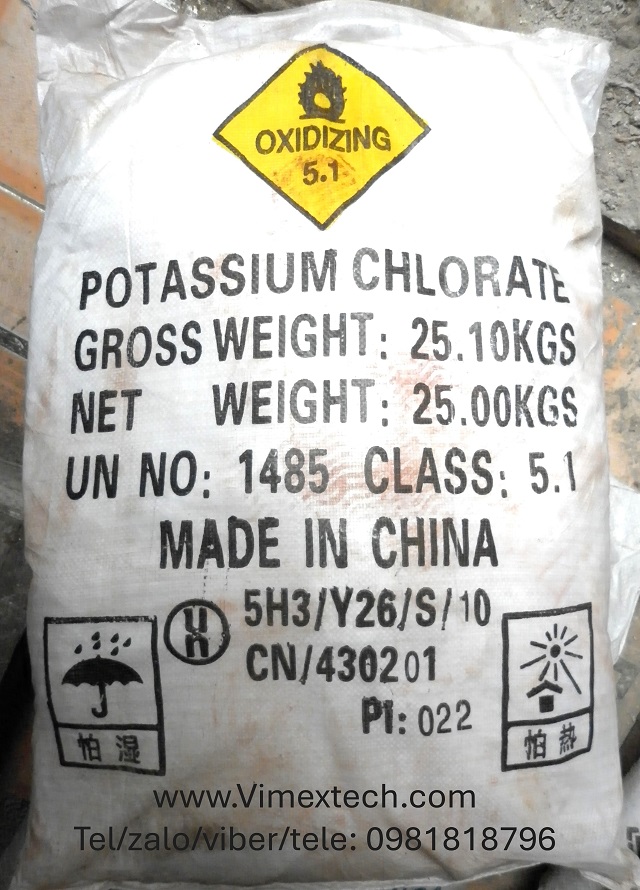 OXIDIZING
5.1
POTASSIUM CHLORATE
GROSS WEIGHT: 25.10KGS
NET WEIGHT: 25.00KGS
UN NO: 1485 CLASS: 5.1
MADE IN CHINA
5H3/Y26/S/10
CN/430201
PI: 022
怕湿
怕热
www.Vimextech.com
Tel/zalo/viber/tele: 0981818796